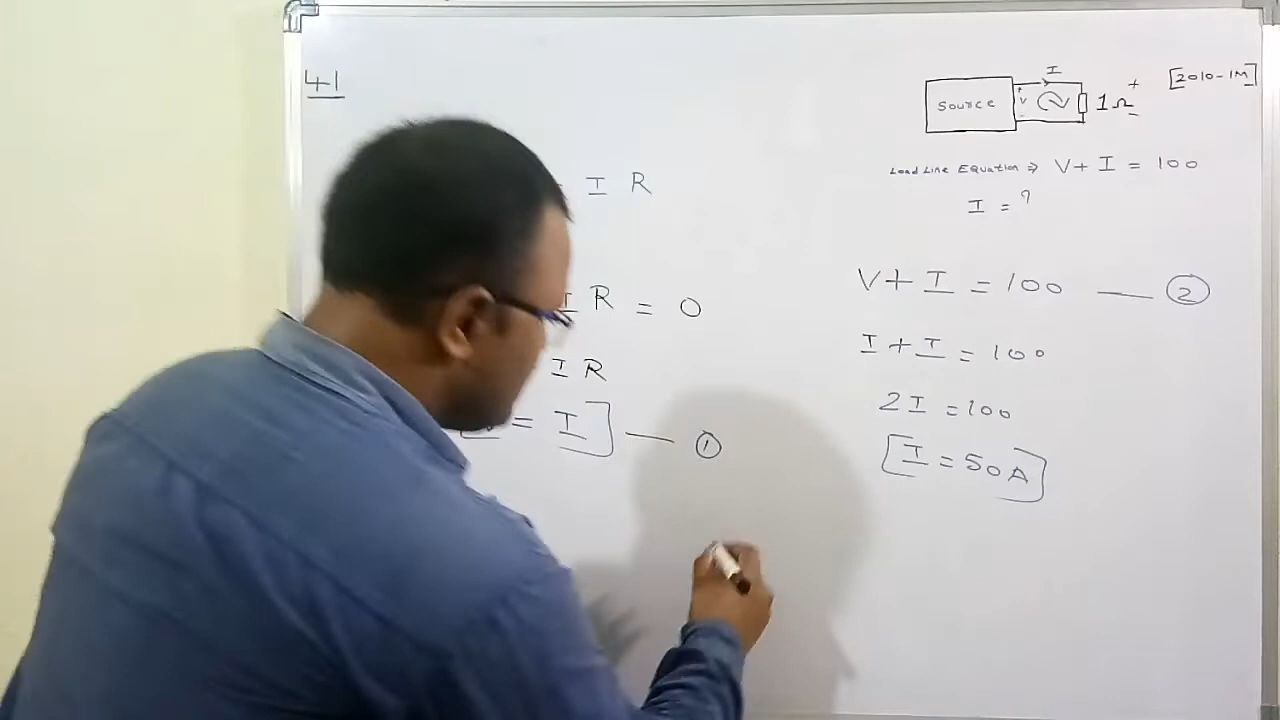 41
I R
I R = 0
I R
= I] — ①
[2010-1M]
Source
I
V
1Ω
+
-
Load Line Equation ⇒ V + I = 100
I = ?
V + I = 100 — ②
I + I = 100
2I = 100
[I = 50A]